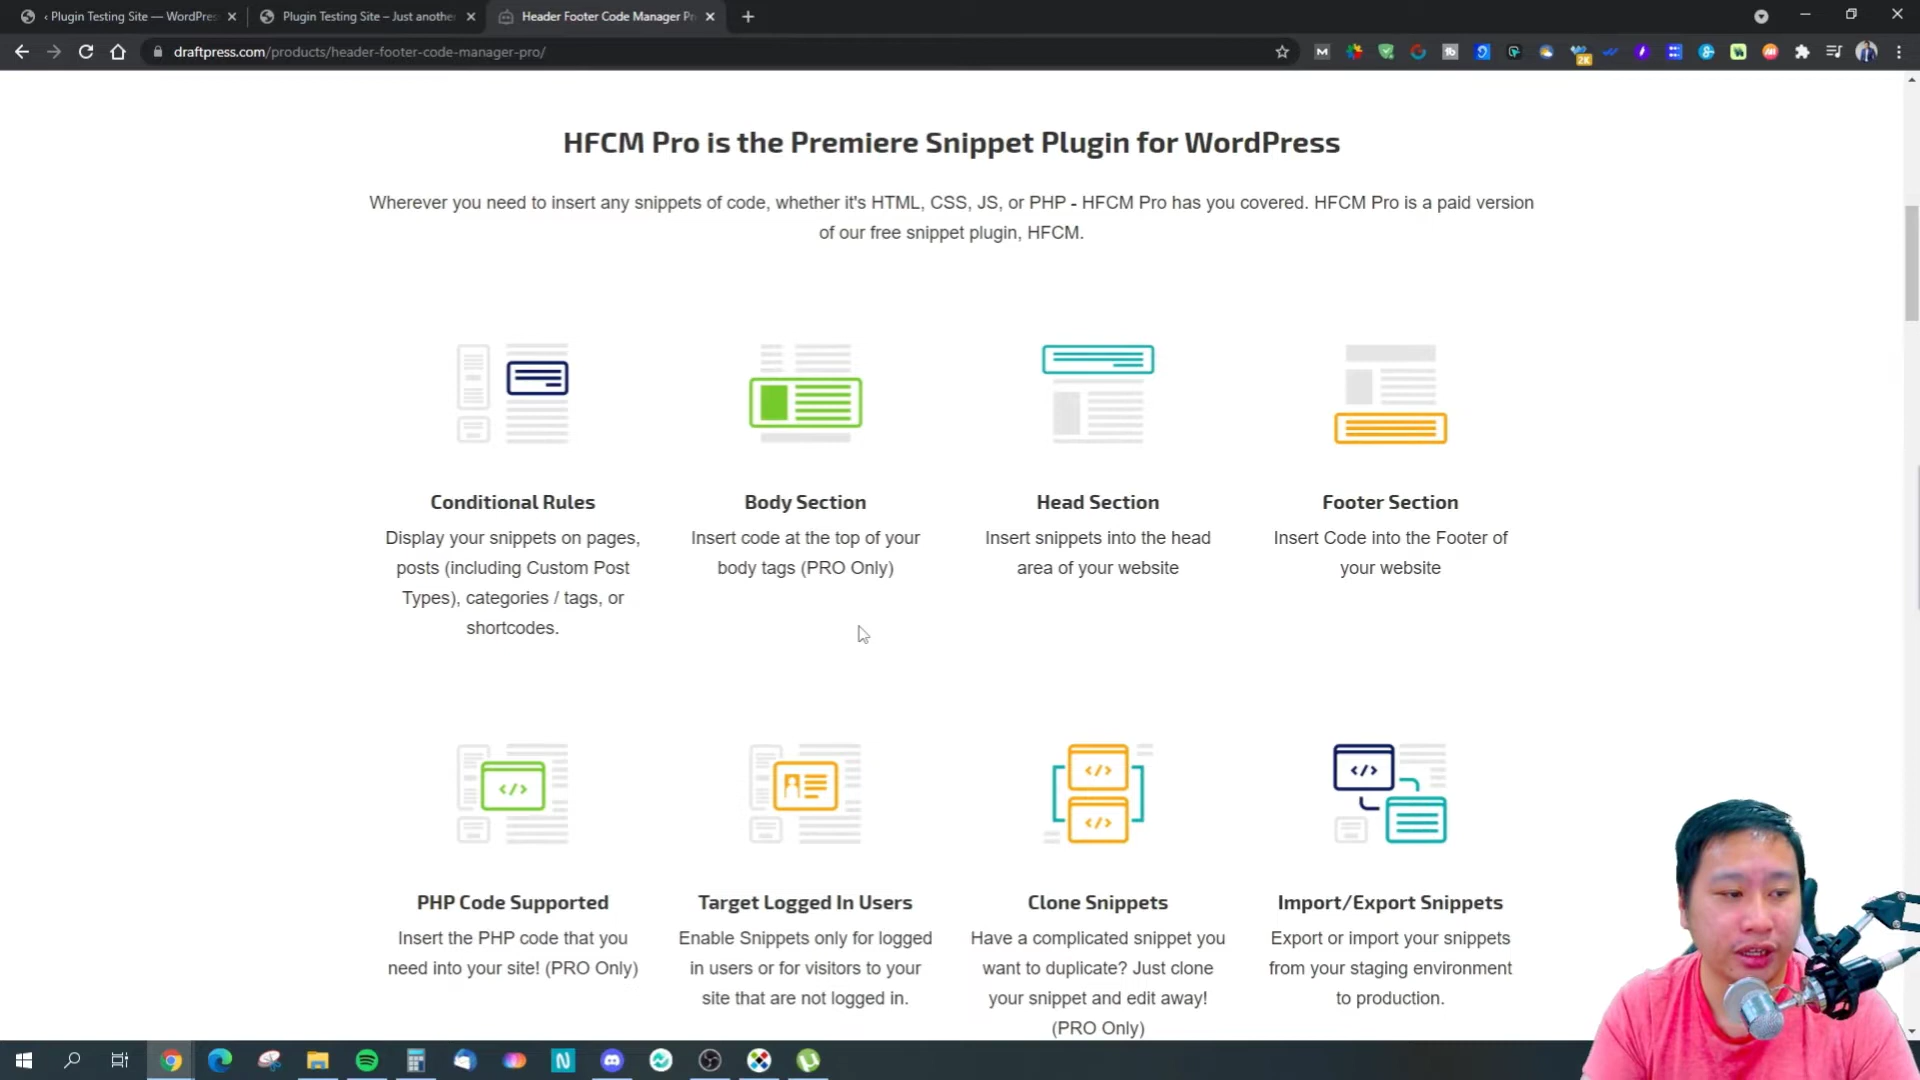 ‹ Plugin Testing Site — WordPre
Plugin Testing Site – Just anothe
Header Footer Code Manager P
draftpress.com/products/header-footer-code-manager-pro/
2K
HFCM Pro is the Premiere Snippet Plugin for WordPress
Wherever you need to insert any snippets of code, whether it's HTML, CSS, JS, or PHP - HFCM Pro has you covered. HFCM Pro is a paid version
of our free snippet plugin, HFCM.
Conditional Rules
Display your snippets on pages,
posts (including Custom Post
Types), categories / tags, or
shortcodes.
Body Section
Insert code at the top of your
body tags (PRO Only)
Head Section
Insert snippets into the head
area of your website
Footer Section
Insert Code into the Footer of
your website
PHP Code Supported
Insert the PHP code that you
need into your site! (PRO Only)
Target Logged In Users
Enable Snippets only for logged
in users or for visitors to your
site that are not logged in.
Clone Snippets
Have a complicated snippet you
want to duplicate? Just clone
your snippet and edit away!
(PRO Only)
Import/Export Snippets
Export or import your snippets
from your staging environment
to production.